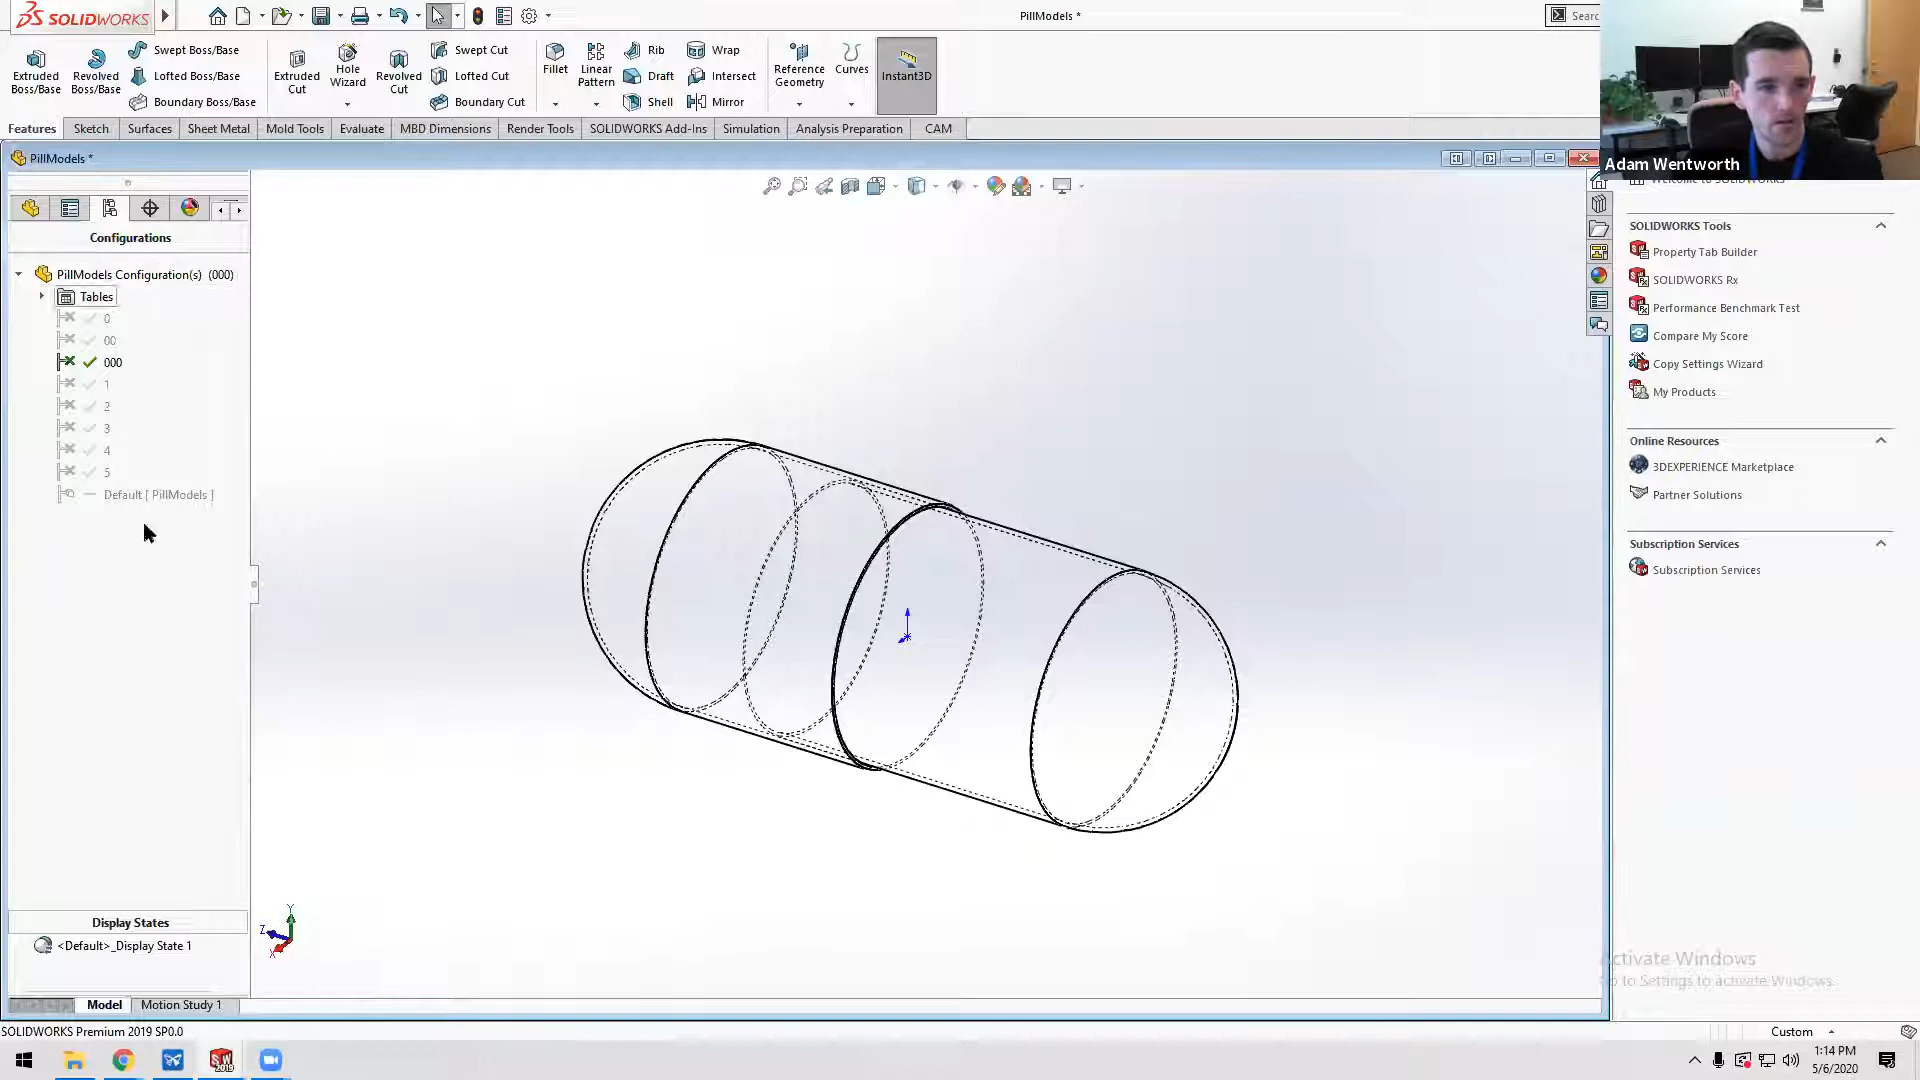 SOLIDWORKS
PillModels *
Searc
Extruded Boss/Base
Revolved Boss/Base
Swept Boss/Base
Lofted Boss/Base
Boundary Boss/Base
Extruded Cut
Hole Wizard
Revolved Cut
Swept Cut
Lofted Cut
Boundary Cut
Fillet
Linear Pattern
Rib
Draft
Shell
Wrap
Intersect
Mirror
Reference Geometry
Curves
Instant3D
Features
Sketch
Surfaces
Sheet Metal
Mold Tools
Evaluate
MBD Dimensions
Render Tools
SOLIDWORKS Add-Ins
Simulation
Analysis Preparation
CAM
Adam Wentworth
PillModels *
Configurations
PillModels Configuration(s) (000)
Tables
0
00
000
1
2
3
4
5
Default [ PillModels ]
Y
Z
X
Display States
<Default>_Display State 1
Model
Motion Study 1
Welcome to SOLIDWORKS
SOLIDWORKS Tools
Property Tab Builder
SOLIDWORKS Rx
Performance Benchmark Test
Compare My Score
Copy Settings Wizard
My Products
Online Resources
3DEXPERIENCE Marketplace
Partner Solutions
Subscription Services
Subscription Services
Activate Windows
Go to Settings to activate Windows.
SOLIDWORKS Premium 2019 SP0.0
Custom
SW
2019
1:14 PM
5/6/2020